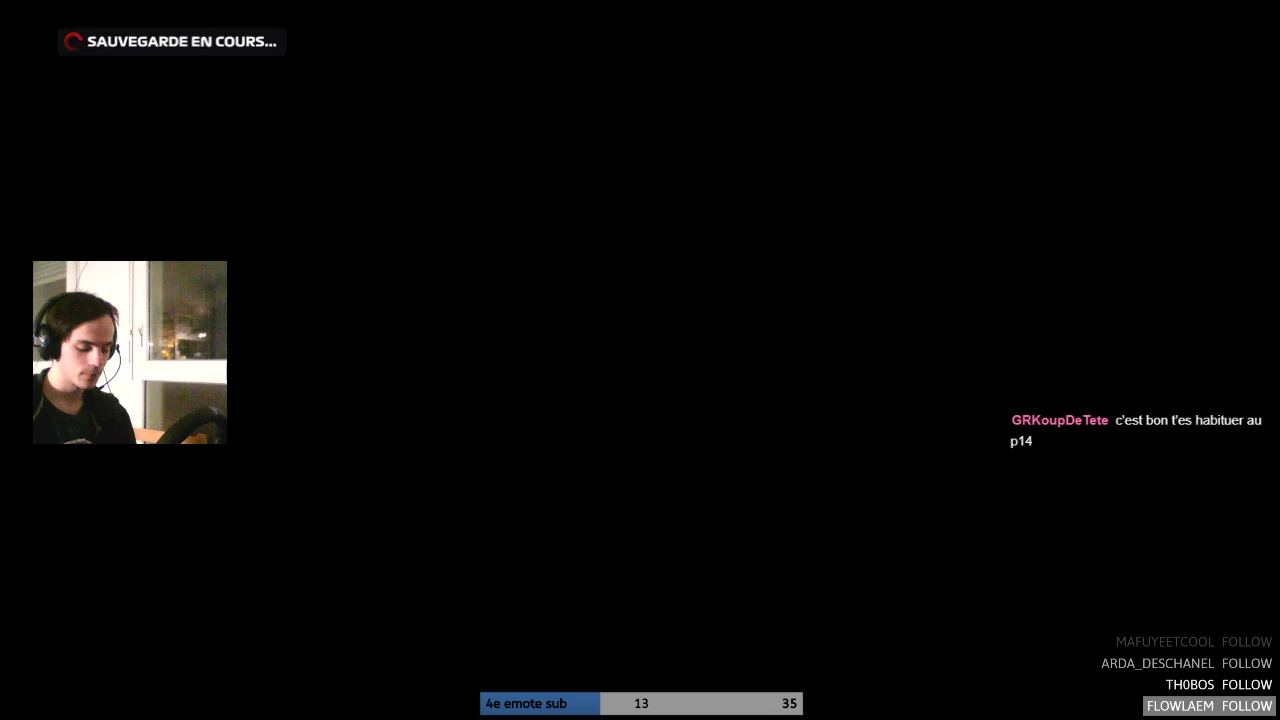 SAUVEGARDE EN COURS...
GRKoupDeTete c'est bon t'es habituer au
p14
MAFUYEETCOOL FOLLOW
ARDA_DESCHANEL FOLLOW
TH0BOS FOLLOW
FLOWLAEM FOLLOW
4e emote sub 13 35